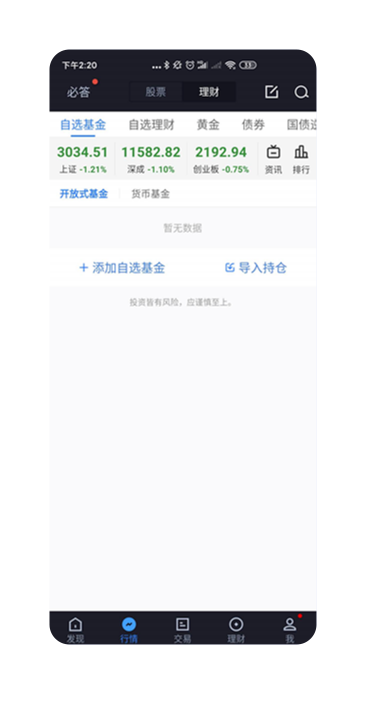 下午2:20
33
必答 股票 理财
自选基金 自选理财 黄金 债券 国债逆
3034.51 11582.82 2192.94
上证 -1.21% 深成 -1.10% 创业板 -0.75% 资讯 排行
开放式基金 货币基金
暂无数据
+ 添加自选基金 导入持仓
投资皆有风险，应谨慎至上。
发现 行情 交易 理财 我